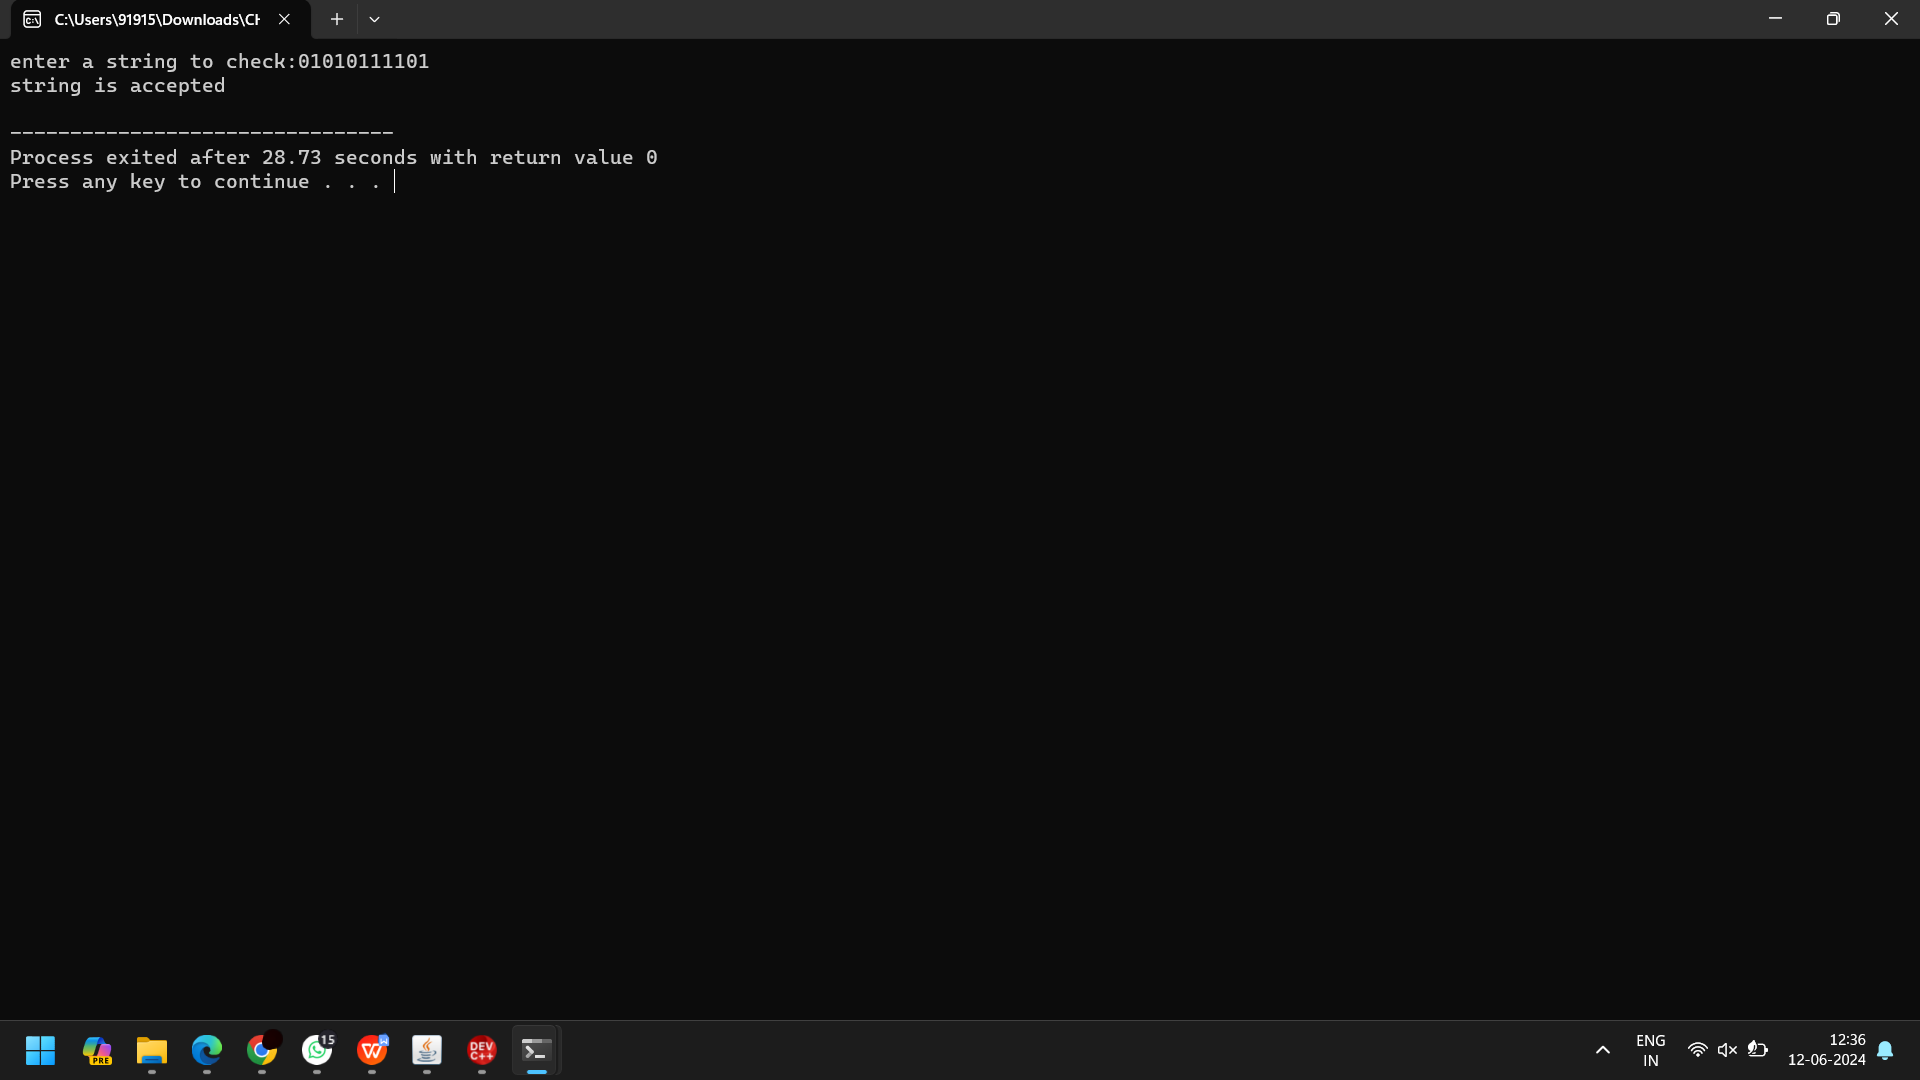 C:\Users\91915\Downloads\CH
enter a string to check:01010111101
string is accepted
--------------------------------
Process exited after 28.73 seconds with return value 0
Press any key to continue . . .
PRE
15
W
DEV
C++
ENG
IN
12:36
12-06-2024